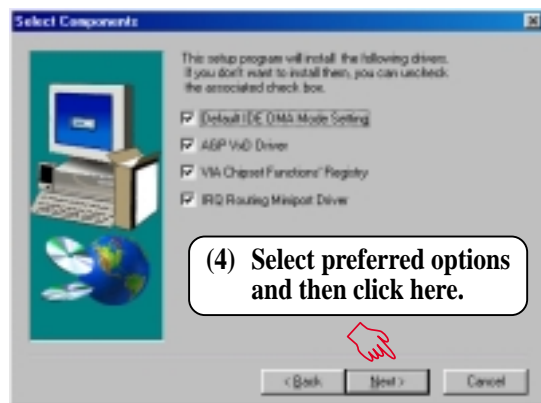 Select Components
This setup program will install the following drivers.
If you don't want to install them, you can uncheck
the associated check box.
Default IDE DMA Mode Setting
AGP VxD Driver
VIA Chipset Functions' Registry
IRQ Routing Miniport Driver
(4) Select preferred options
and then click here.
< Back
Next >
Cancel